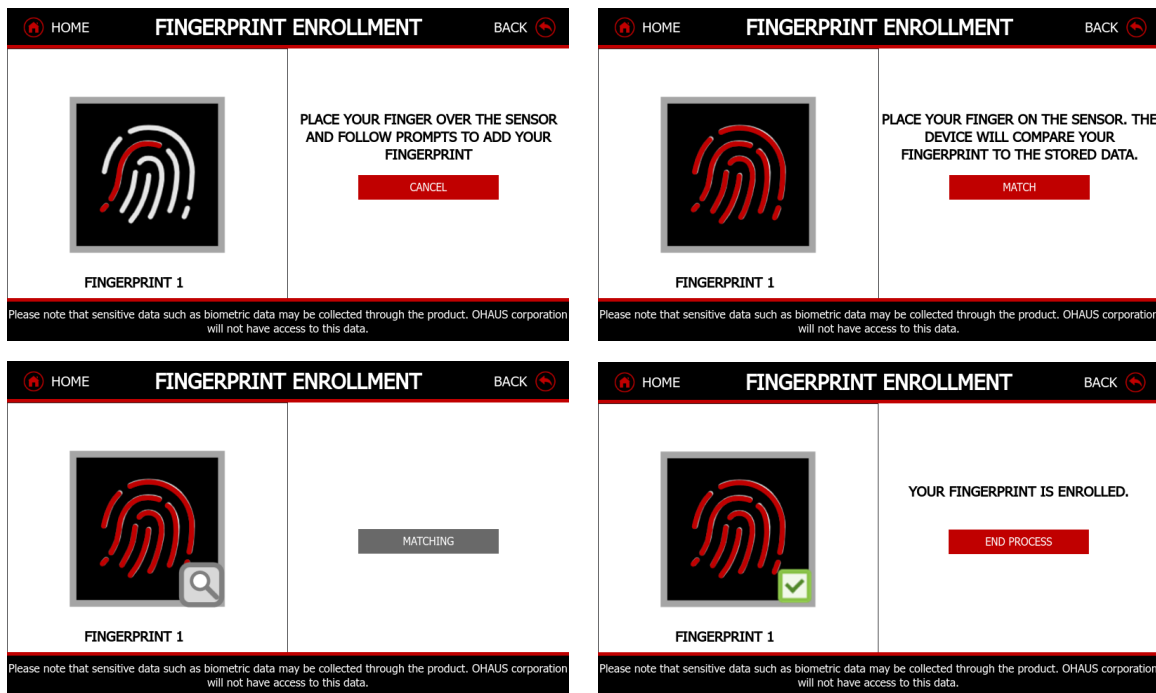 HOME FINGERPRINT ENROLLMENT BACK
PLACE YOUR FINGER OVER THE SENSOR
AND FOLLOW PROMPTS TO ADD YOUR
FINGERPRINT
CANCEL
FINGERPRINT 1
Please note that sensitive data such as biometric data may be collected through the product. OHAUS corporation
will not have access to this data.
HOME FINGERPRINT ENROLLMENT BACK
PLACE YOUR FINGER ON THE SENSOR. THE
DEVICE WILL COMPARE YOUR
FINGERPRINT TO THE STORED DATA.
MATCH
FINGERPRINT 1
Please note that sensitive data such as biometric data may be collected through the product. OHAUS corporation
will not have access to this data.
HOME FINGERPRINT ENROLLMENT BACK
MATCHING
FINGERPRINT 1
Please note that sensitive data such as biometric data may be collected through the product. OHAUS corporation
will not have access to this data.
HOME FINGERPRINT ENROLLMENT BACK
YOUR FINGERPRINT IS ENROLLED.
END PROCESS
FINGERPRINT 1
Please note that sensitive data such as biometric data may be collected through the product. OHAUS corporation
will not have access to this data.